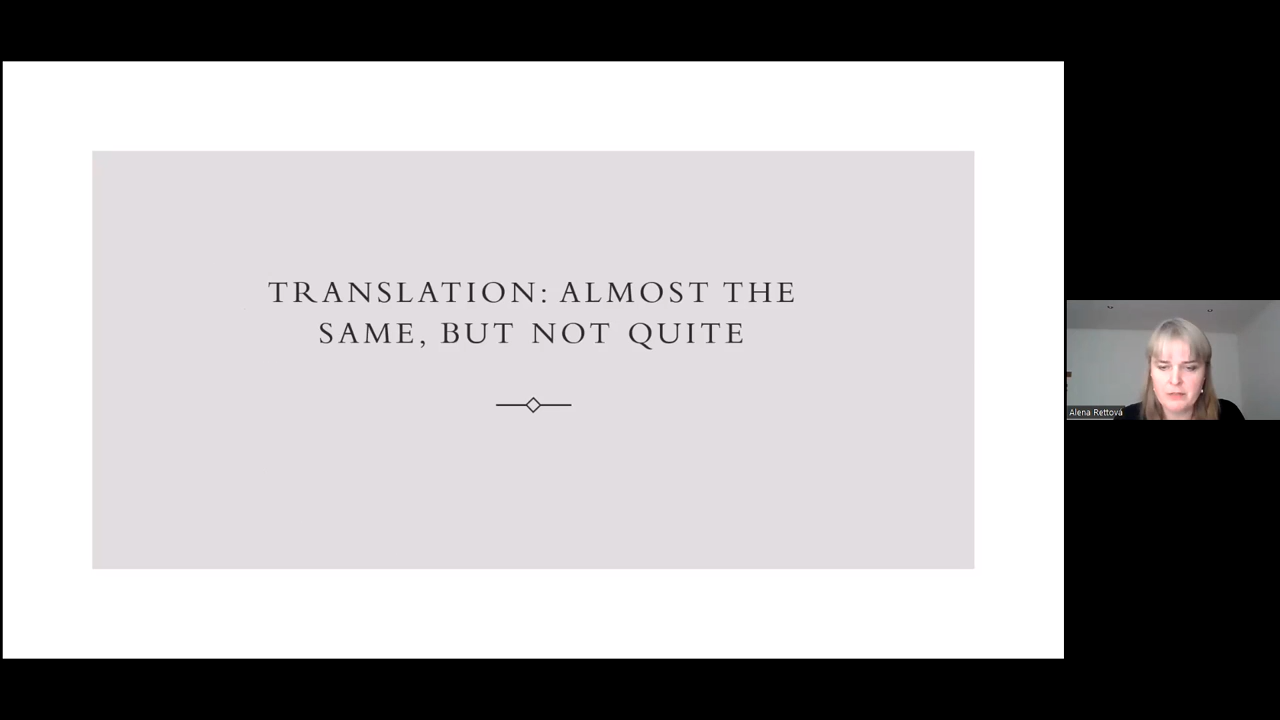 TRANSLATION: ALMOST THE
SAME, BUT NOT QUITE
Alena Rettová